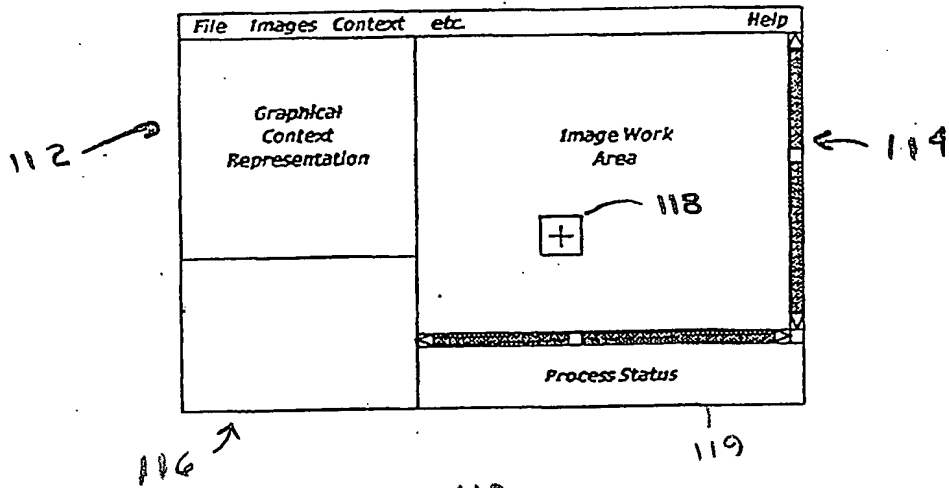 File Images Context etc. Help
Graphical
Context
Representation
Image Work
Area
112
114
118
Process Status
116
119